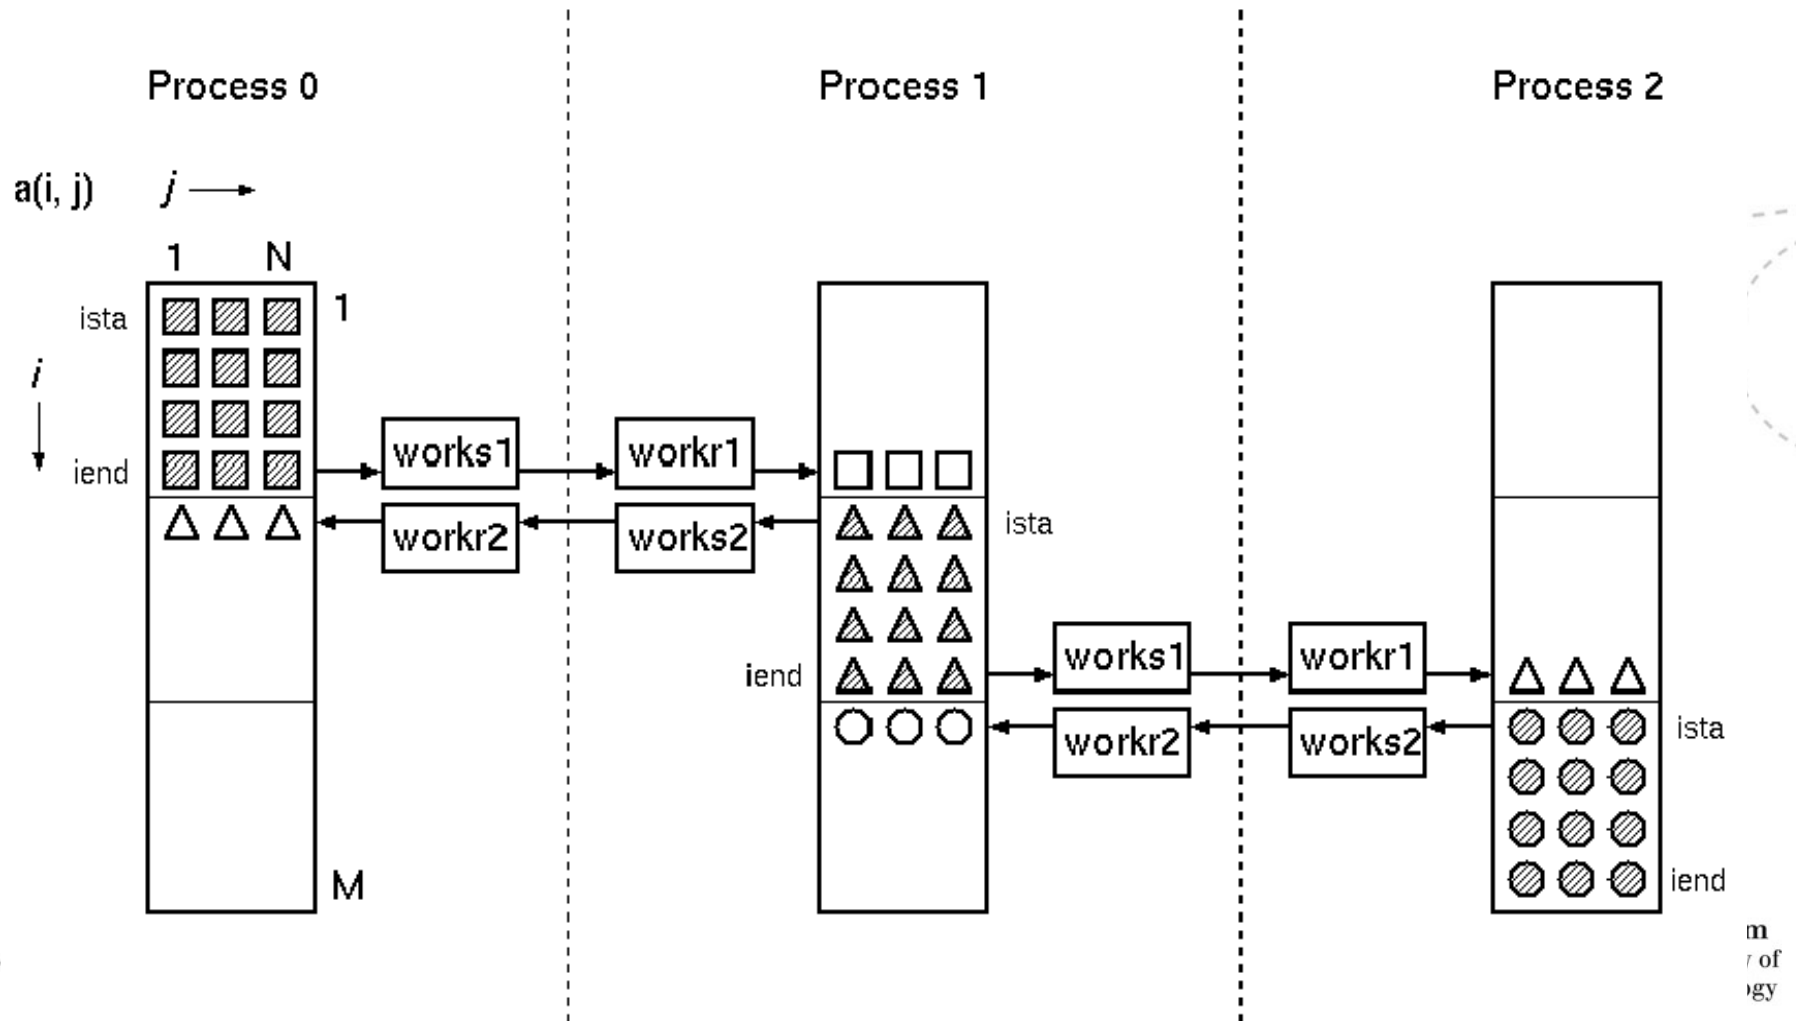 Process 0
Process 1
Process 2
a(i, j)
j
1 N
ista
1
i
iend
works1
workr1
workr2
works2
ista
iend
works1
workr1
workr2
works2
ista
iend
M
m
of